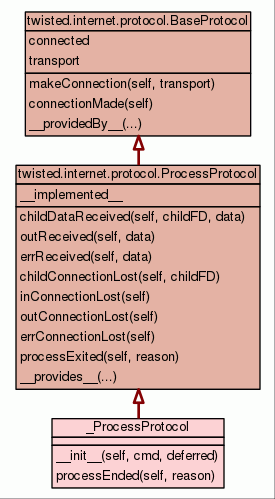 twisted.internet.protocol.BaseProtocol
connected
transport
makeConnection(self, transport)
connectionMade(self)
__providedBy__(...)
twisted.internet.protocol.ProcessProtocol
__implemented__
childDataReceived(self, childFD, data)
outReceived(self, data)
errReceived(self, data)
childConnectionLost(self, childFD)
inConnectionLost(self)
outConnectionLost(self)
errConnectionLost(self)
processExited(self, reason)
__provides__(...)
_ProcessProtocol
__init__(self, cmd, deferred)
processEnded(self, reason)